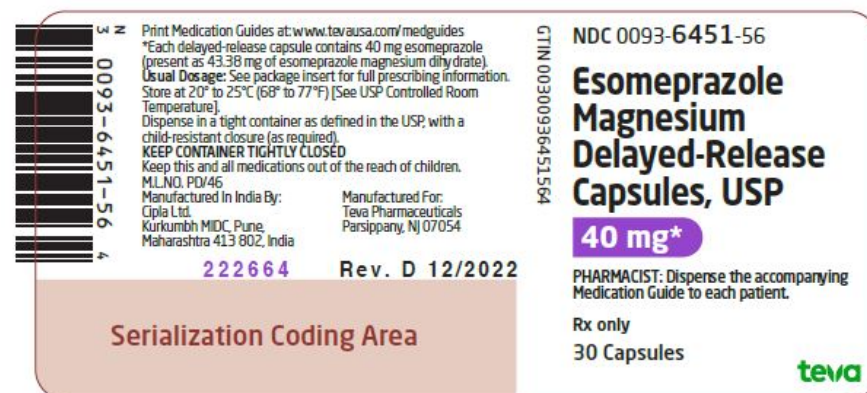 3 N 0093-6451-56 4
Print Medication Guides at: www.tevausa.com/medguides
*Each delayed-release capsule contains 40 mg esomeprazole
(present as 43.38 mg of esomeprazole magnesium dihydrate).
Usual Dosage: See package insert for full prescribing information.
Store at 20° to 25°C (68° to 77°F) [See USP Controlled Room
Temperature].
Dispense in a tight container as defined in the USP, with a
child-resistant closure (as required).
KEEP CONTAINER TIGHTLY CLOSED
Keep this and all medications out of the reach of children.
M.L.NO. PD/46
Manufactured In India By:
Cipla Ltd.
Kurkumbh MIDC, Pune,
Maharashtra 413 802, India
Manufactured For:
Teva Pharmaceuticals
Parsippany, NJ 07054
222664 Rev. D 12/2022
Serialization Coding Area
GTIN 00300936451564
NDC 0093-6451-56
Esomeprazole
Magnesium
Delayed-Release
Capsules, USP
40 mg*
PHARMACIST: Dispense the accompanying
Medication Guide to each patient.
Rx only
30 Capsules
teva